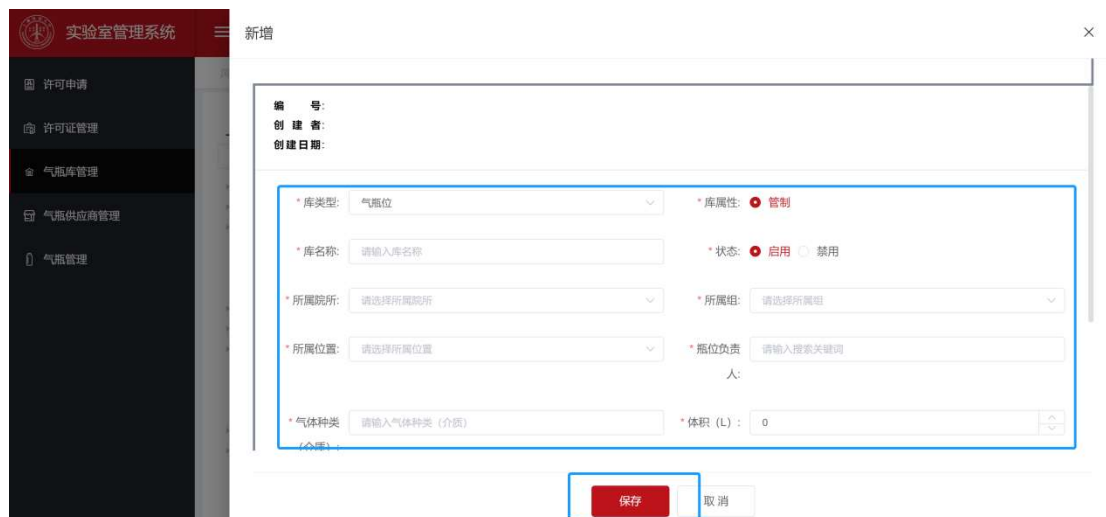 实验室管理系统
新增
许可申请
许可证管理
气瓶库管理
气瓶供应商管理
气瓶管理
编 号:
创 建 者:
创建日期:
* 库类型: 气瓶位 * 库属性: 管制
* 库名称: 请输入库名称 * 状态: 启用 禁用
* 所属院所: 请选择所属院所 * 所属组: 请选择所属组
* 所属位置: 请选择所属位置 * 瓶位负责人: 请输入搜索关键词
* 气体种类(介质): 请输入气体种类(介质) * 体积(L): 0
保存 取消